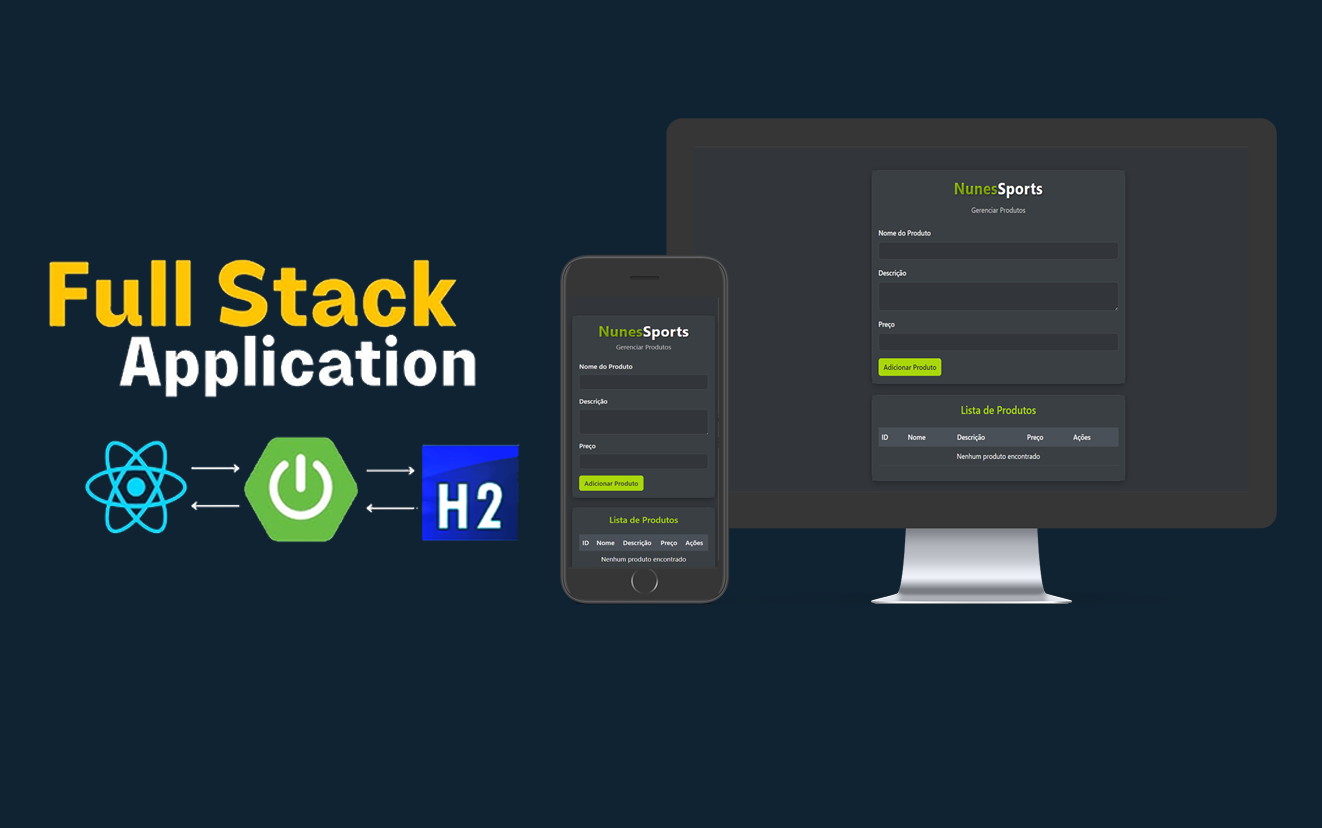 Full Stack
Application
H2
NunesSports
Gerenciar Produtos
Nome do Produto
Descrição
Preço
Adicionar Produto
Lista de Produtos
ID Nome Descrição Preço Ações
Nenhum produto encontrado
NunesSports
Gerenciar Produtos
Nome do Produto
Descrição
Preço
Adicionar Produto
Lista de Produtos
ID Nome Descrição Preço Ações
Nenhum produto encontrado